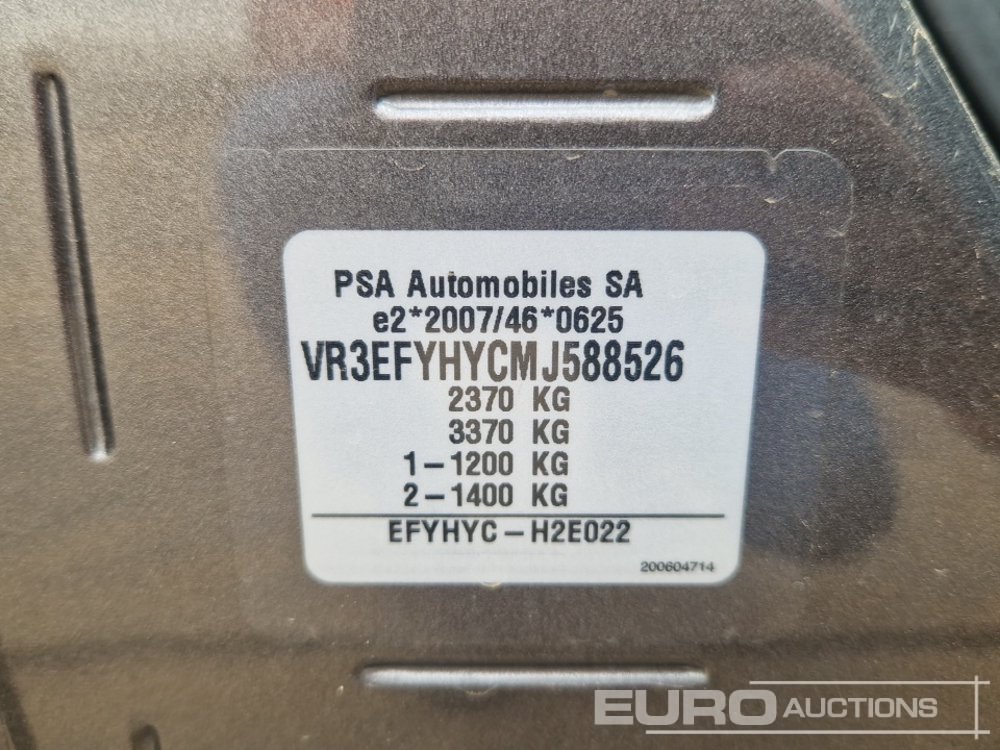 PSA Automobiles SA
e2*2007/46*0625
VR3EFYHYCMJ588526
2370 KG
3370 KG
1-1200 KG
2-1400 KG
EFYHYC-H2E022
200604714
EURO AUCTIONS